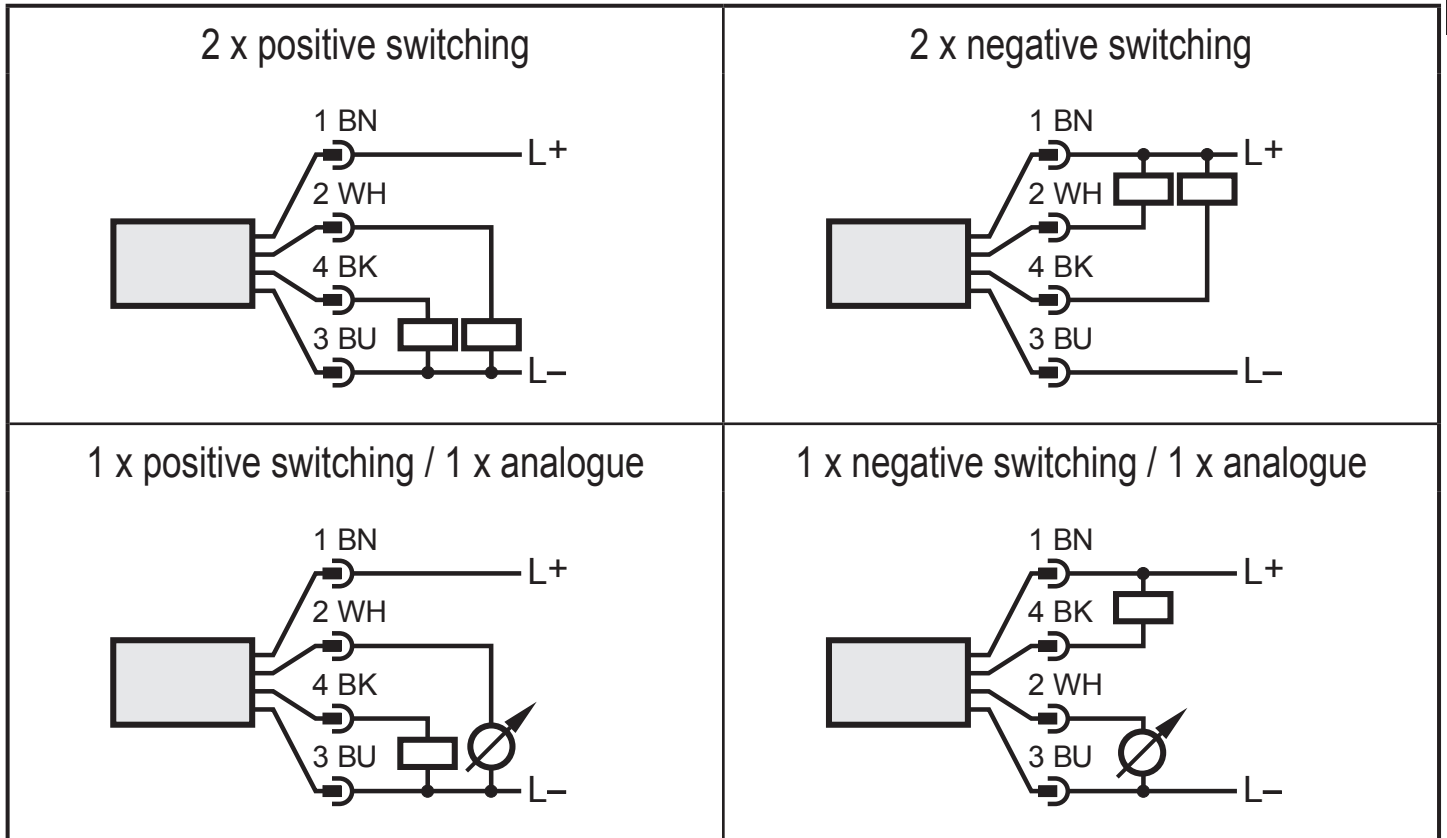 2 x positive switching
1 BN
L+
2 WH
4 BK
3 BU
L–
2 x negative switching
1 BN
L+
2 WH
4 BK
3 BU
L–
1 x positive switching / 1 x analogue
1 BN
L+
2 WH
4 BK
3 BU
L–
1 x negative switching / 1 x analogue
1 BN
L+
4 BK
2 WH
3 BU
L–